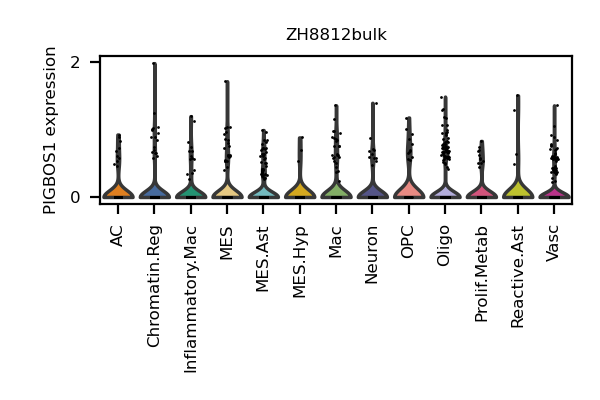 ZH8812bulk
PIGBOS1 expression
2
0
AC
Chromatin.Reg
Inflammatory.Mac
MES
MES.Ast
MES.Hyp
Mac
Neuron
OPC
Oligo
Prolif.Metab
Reactive.Ast
Vasc